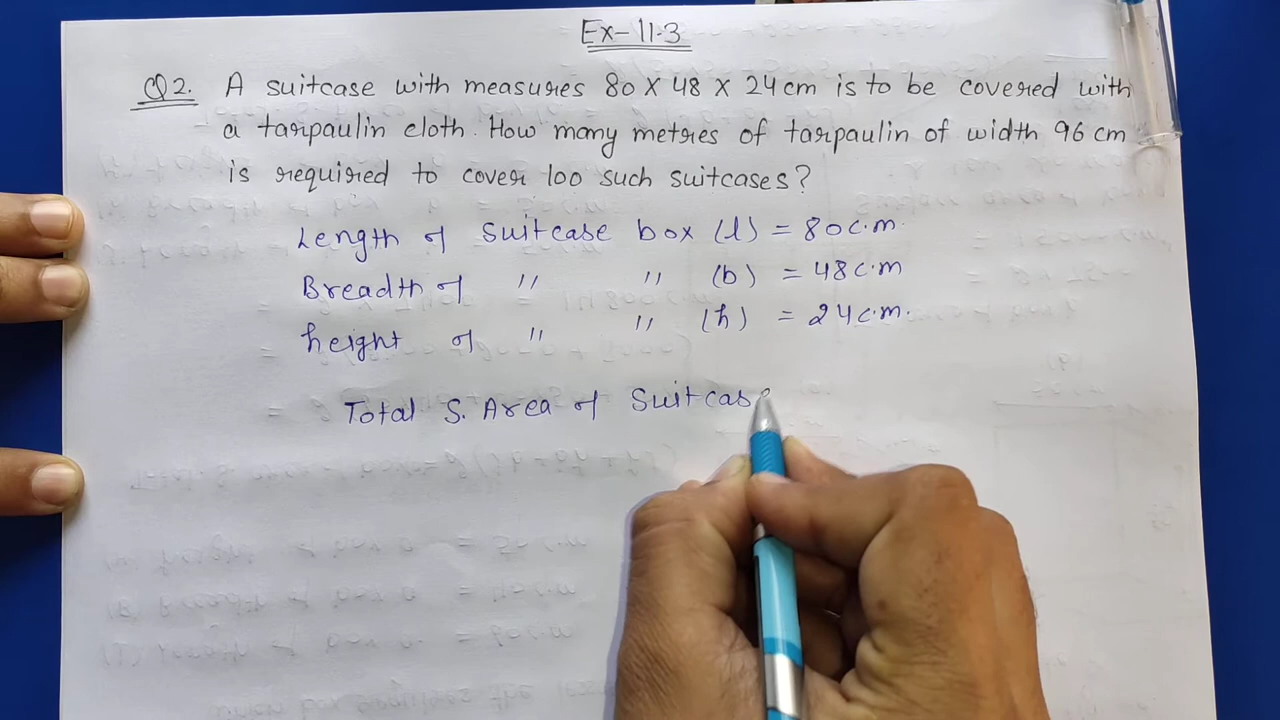 Ex-11.3
Q2. A suitcase with measures 80 X 48 X 24 cm is to be covered with
a tarpaulin cloth. How many metres of tarpaulin of width 96 cm
is required to cover 100 such suitcases?
Length of Suitcase box (l) = 80 c.m.
Breadth of " " (b) = 48 c.m
height of " " (h) = 24 c.m.
Total S. Area of Suitcase